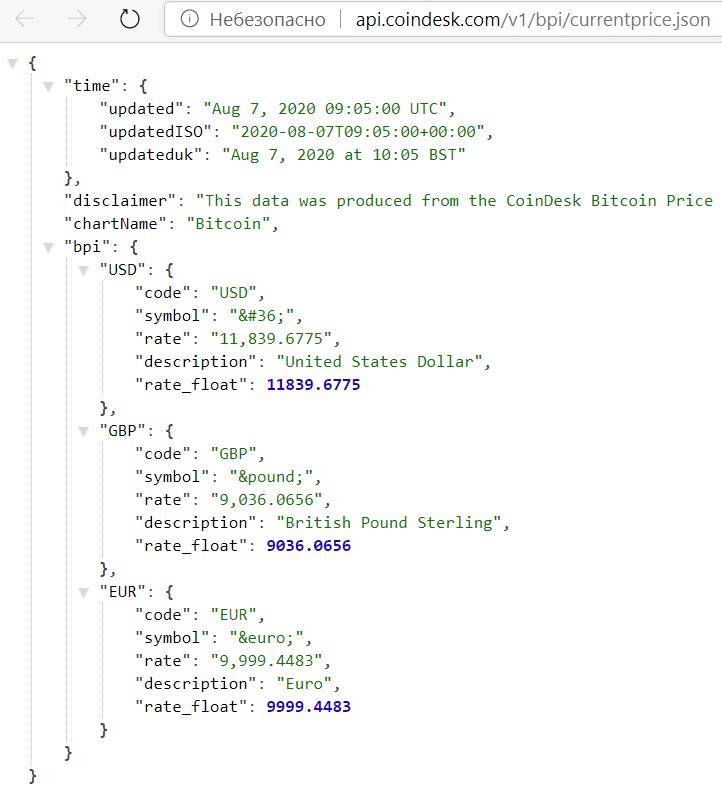 Небезопасно | api.coindesk.com/v1/bpi/currentprice.json
{
"time": {
"updated": "Aug 7, 2020 09:05:00 UTC",
"updatedISO": "2020-08-07T09:05:00+00:00",
"updateduk": "Aug 7, 2020 at 10:05 BST"
},
"disclaimer": "This data was produced from the CoinDesk Bitcoin Price
"chartName": "Bitcoin",
"bpi": {
"USD": {
"code": "USD",
"symbol": "&#36;",
"rate": "11,839.6775",
"description": "United States Dollar",
"rate_float": 11839.6775
},
"GBP": {
"code": "GBP",
"symbol": "&pound;",
"rate": "9,036.0656",
"description": "British Pound Sterling",
"rate_float": 9036.0656
},
"EUR": {
"code": "EUR",
"symbol": "&euro;",
"rate": "9,999.4483",
"description": "Euro",
"rate_float": 9999.4483
}
}
}